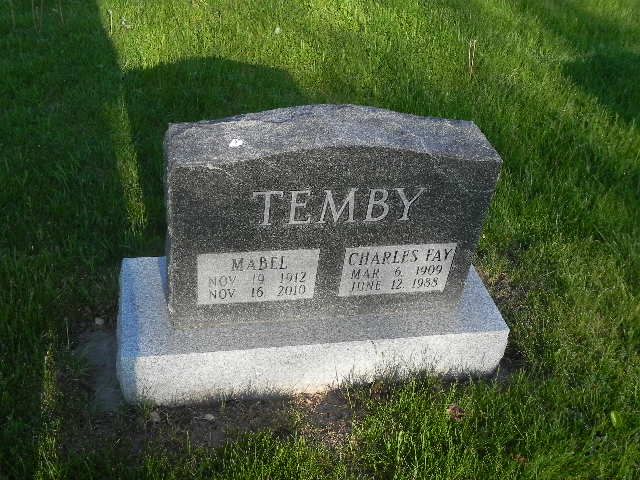 TEMBY
MABEL
NOV 19 1912
NOV 16 2010
CHARLES FAY
MAR 6 1909
JUNE 12 1988